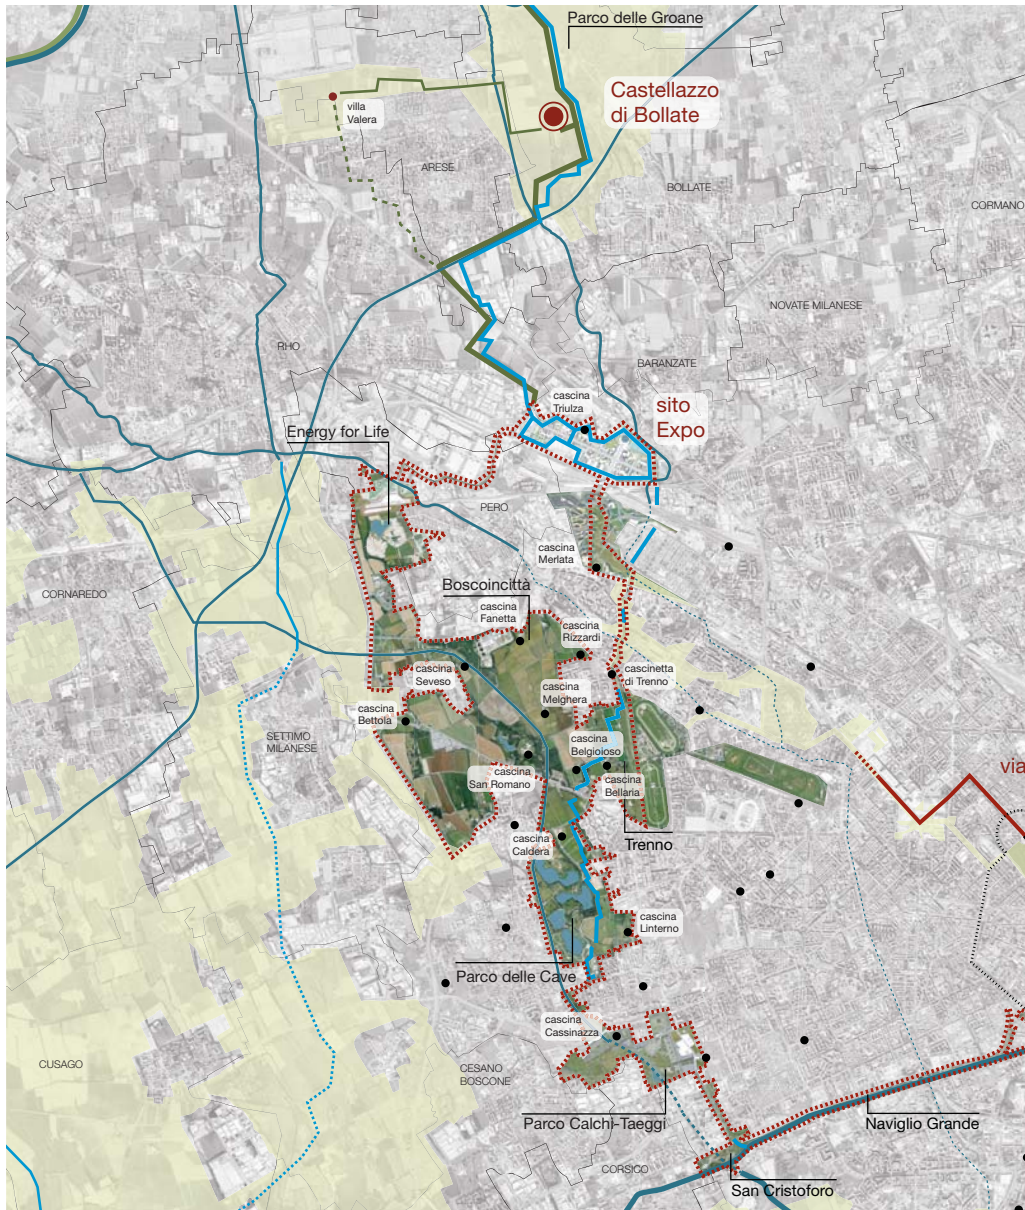 Parco delle Groane
Castellazzo
di Bollate
villa
Valera
ARESE
BOLLATE
CORMANO
NOVATE MILANESE
RHO
BARANZATE
cascina
Triulza
sito
Expo
Energy for Life
PERO
cascina
Merlata
CORNAREDO
Boscoincittà
cascina
Fanetta
cascina
Rizzardi
cascina
Seveso
cascinetta
di Trenno
cascina
Melghera
cascina
Bettola
SETTIMO
MILANESE
cascina
Belgioioso
cascina
San Romano
cascina
Bellaria
via
cascina
Caldera
Trenno
cascina
Linterno
Parco delle Cave
cascina
Cassinazza
CUSAGO
CESANO
BOSCONE
Parco Calchi-Taeggi
Naviglio Grande
CORSICO
San Cristoforo